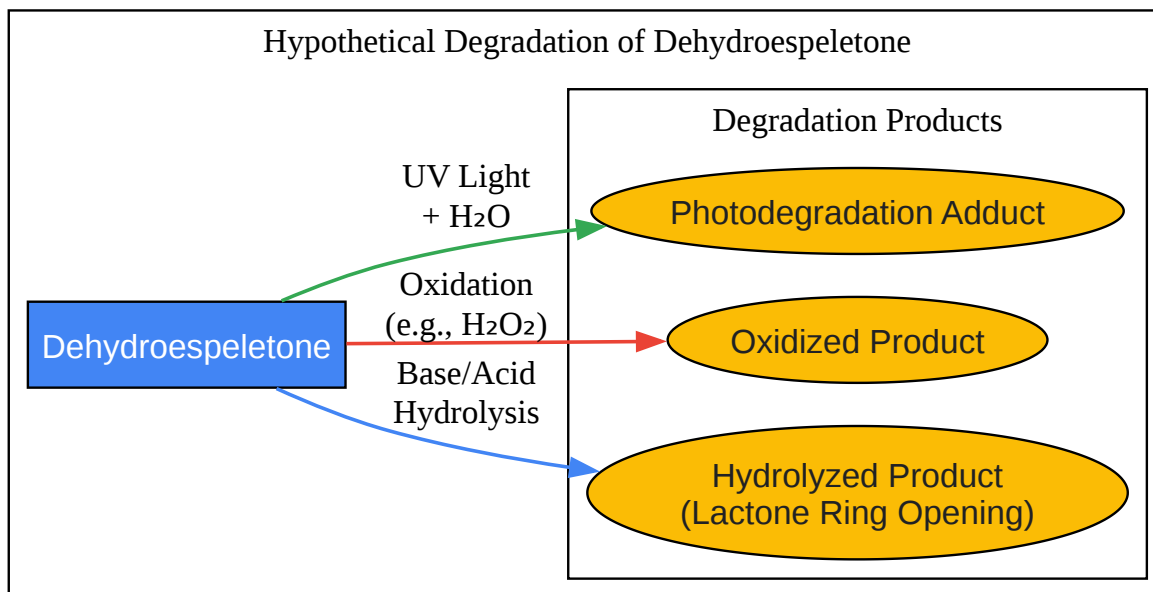 Hypothetical Degradation of Dehydroespeletone
Degradation Products
UV Light
+ H₂O
Photodegradation Adduct
Oxidation
(e.g., H₂O₂)
Dehydroespeletone
Oxidized Product
Base/Acid
Hydrolysis
Hydrolyzed Product
(Lactone Ring Opening)